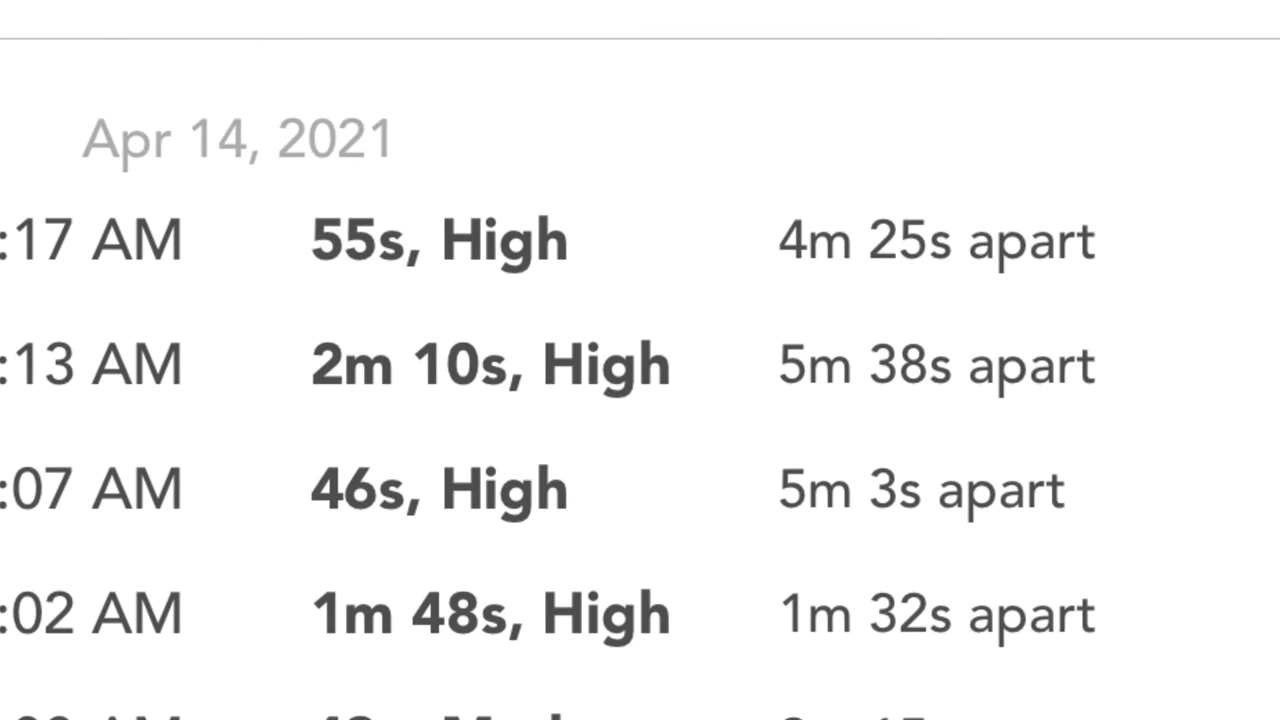 Apr 14, 2021
:17 AM 55s, High 4m 25s apart
:13 AM 2m 10s, High 5m 38s apart
:07 AM 46s, High 5m 3s apart
:02 AM 1m 48s, High 1m 32s apart